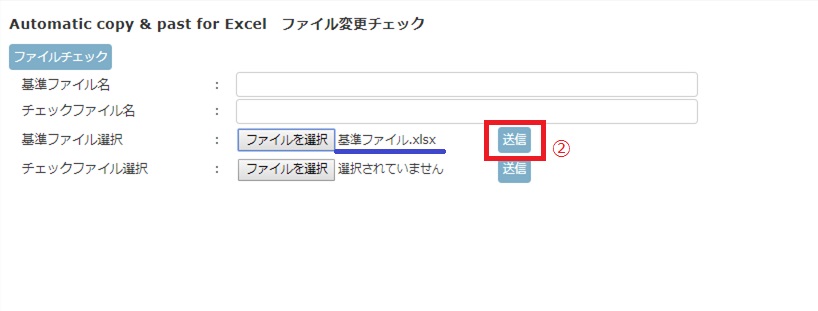 Automatic copy & past for Excel　ファイル変更チェック
ファイルチェック
基準ファイル名 :
チェックファイル名 :
基準ファイル選択 : ファイルを選択 基準ファイル.xlsx 送信 ②
チェックファイル選択 : ファイルを選択 選択されていません 送信